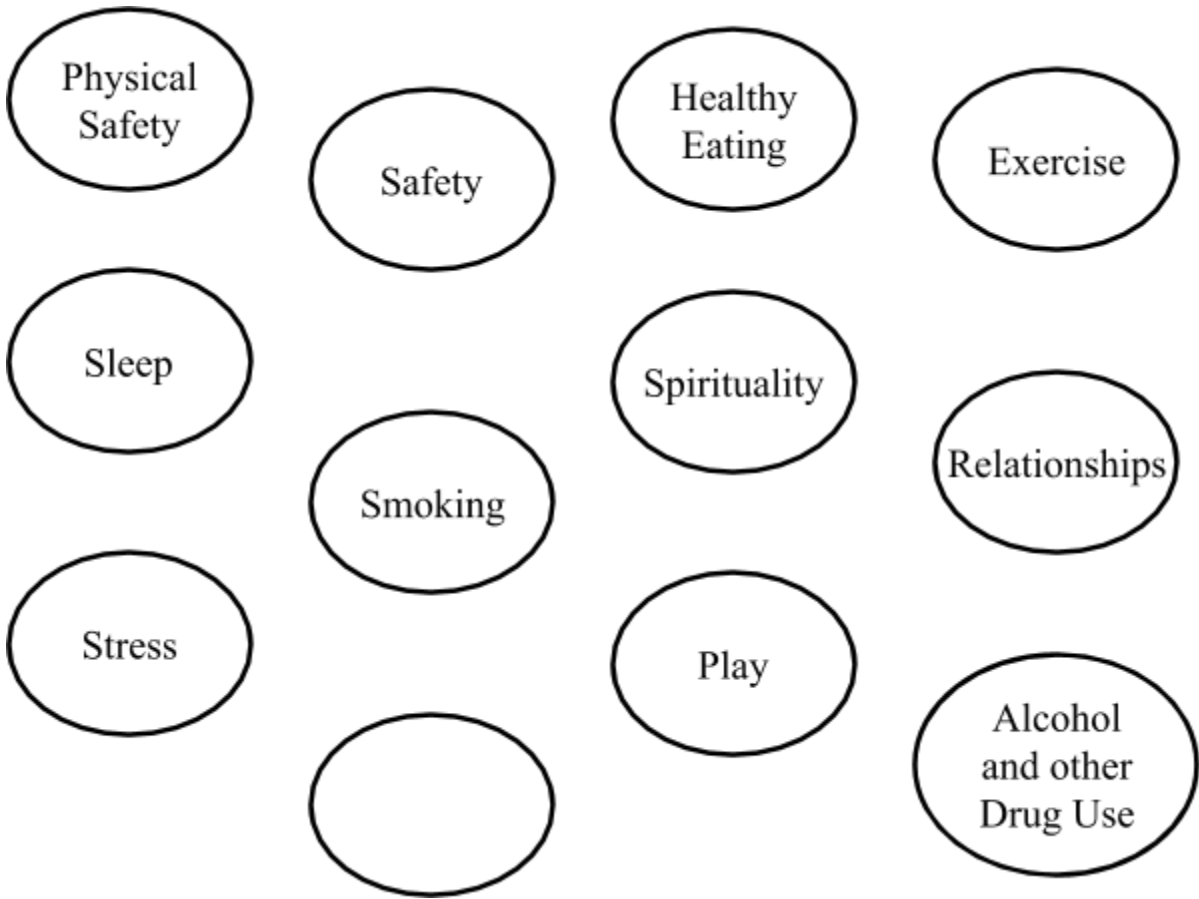 Physical
Safety
Safety
Healthy
Eating
Exercise
Sleep
Smoking
Spirituality
Relationships
Stress
Play
Alcohol
and other
Drug Use